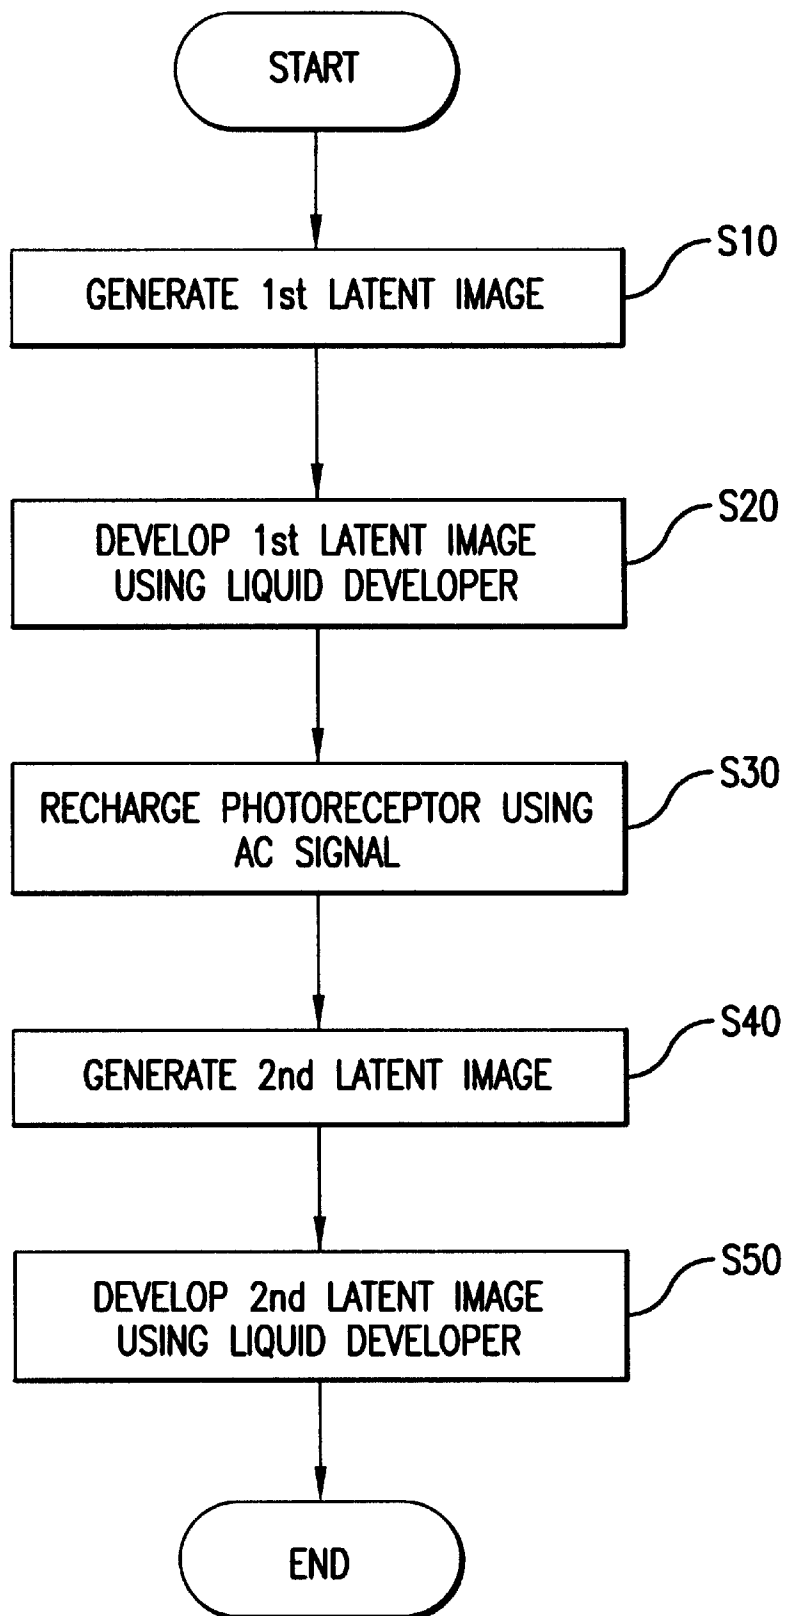 START
GENERATE 1st LATENT IMAGE
S10
DEVELOP 1st LATENT IMAGE
USING LIQUID DEVELOPER
S20
RECHARGE PHOTORECEPTOR USING
AC SIGNAL
S30
GENERATE 2nd LATENT IMAGE
S40
DEVELOP 2nd LATENT IMAGE
USING LIQUID DEVELOPER
S50
END